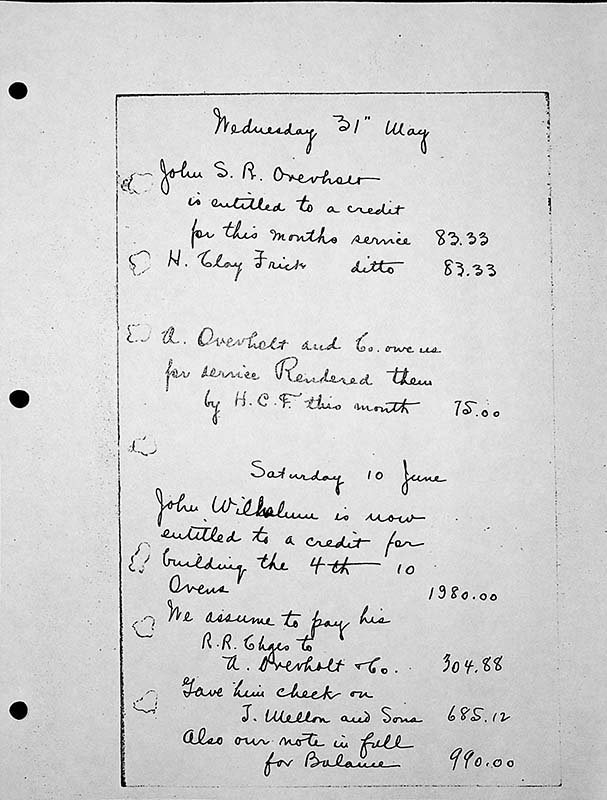 Wednesday 31" May
John S. R. Overholt
is entitled to a credit
for this months service 83.33
H. Clay Frick ditto 83.33
A. Overholt and Co. owe us
for service Rendered them
by H.C.F. this month 75.00
Saturday 10 June
John Wilhelm is now
entitled to a credit for
building the 4th 10
Ovens 1980.00
We assume to pay his
R.R. Chges to
A. Overholt & Co. 304.88
Gave him check on
T. Mellon and Sons 685.12
Also our note in full
for Balance 990.00